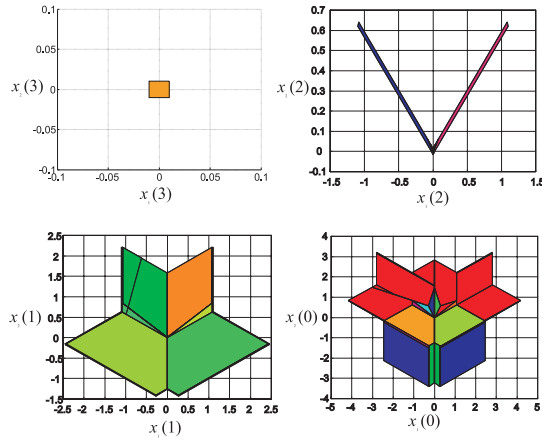 0.1
0.05
0
-0.05
-0.1
-0.1 -0.05 0 0.05 0.1
x₂(3)
x₁(3)
0.7
0.6
0.5
0.4
0.3
0.2
0.1
0
-0.1
-1.5 -1 -0.5 0 0.5 1 1.5
x₂(2)
x₁(2)
2.5
2
1.5
1
0.5
0
-0.5
-1
-1.5
-2.5 -2 -1.5 -1 -0.5 0 0.5 1 1.5 2 2.5
x₂(1)
x₁(1)
4
3
2
1
0
-1
-2
-3
-4
-5 -4 -3 -2 -1 0 1 2 3 4 5
x₂(0)
x₁(0)